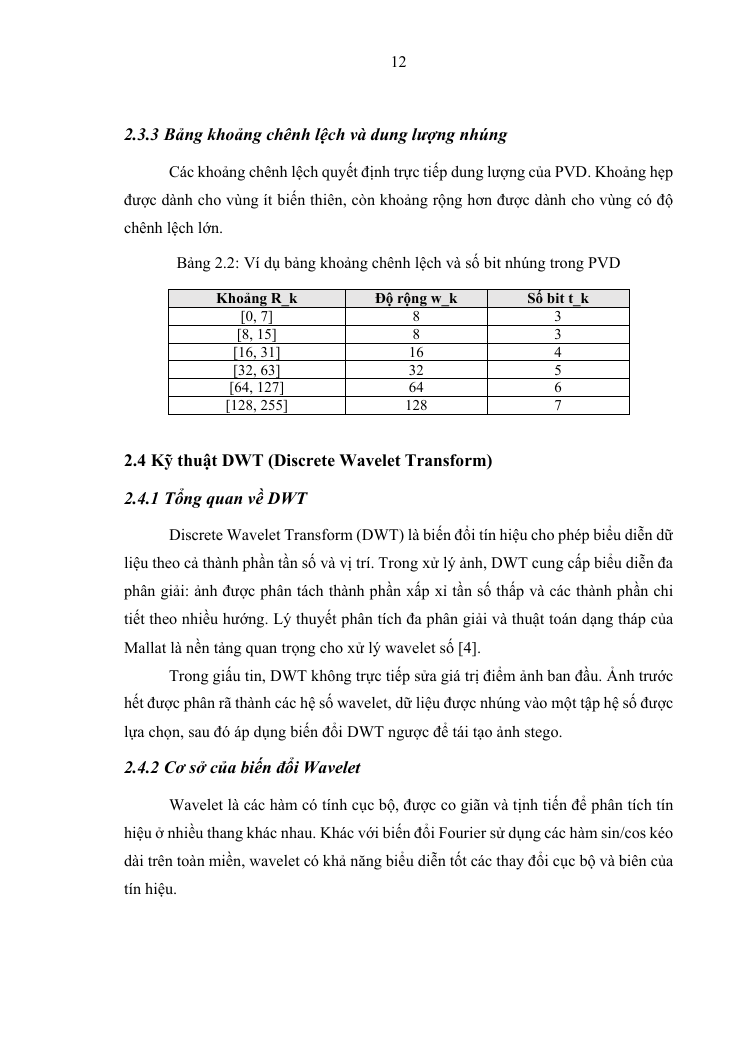 12
2.3.3 Bảng khoảng chênh lệch và dung lượng nhúng
Các khoảng chênh lệch quyết định trực tiếp dung lượng của PVD. Khoảng hẹp
được dành cho vùng ít biến thiên, còn khoảng rộng hơn được dành cho vùng có độ
chênh lệch lớn.
Bảng 2.2: Ví dụ bảng khoảng chênh lệch và số bit nhúng trong PVD
Khoảng R_k Độ rộng w_k Số bit t_k
[0, 7] 8 3
[8, 15] 8 3
[16, 31] 16 4
[32, 63] 32 5
[64, 127] 64 6
[128, 255] 128 7
2.4 Kỹ thuật DWT (Discrete Wavelet Transform)
2.4.1 Tổng quan về DWT
Discrete Wavelet Transform (DWT) là biến đổi tín hiệu cho phép biểu diễn dữ
liệu theo cả thành phần tần số và vị trí. Trong xử lý ảnh, DWT cung cấp biểu diễn đa
phân giải: ảnh được phân tách thành phần xấp xỉ tần số thấp và các thành phần chi
tiết theo nhiều hướng. Lý thuyết phân tích đa phân giải và thuật toán dạng tháp của
Mallat là nền tảng quan trọng cho xử lý wavelet số [4].
Trong giấu tin, DWT không trực tiếp sửa giá trị điểm ảnh ban đầu. Ảnh trước
hết được phân rã thành các hệ số wavelet, dữ liệu được nhúng vào một tập hệ số được
lựa chọn, sau đó áp dụng biến đổi DWT ngược để tái tạo ảnh stego.
2.4.2 Cơ sở của biến đổi Wavelet
Wavelet là các hàm có tính cục bộ, được co giãn và tịnh tiến để phân tích tín
hiệu ở nhiều thang khác nhau. Khác với biến đổi Fourier sử dụng các hàm sin/cos kéo
dài trên toàn miền, wavelet có khả năng biểu diễn tốt các thay đổi cục bộ và biên của
tín hiệu.